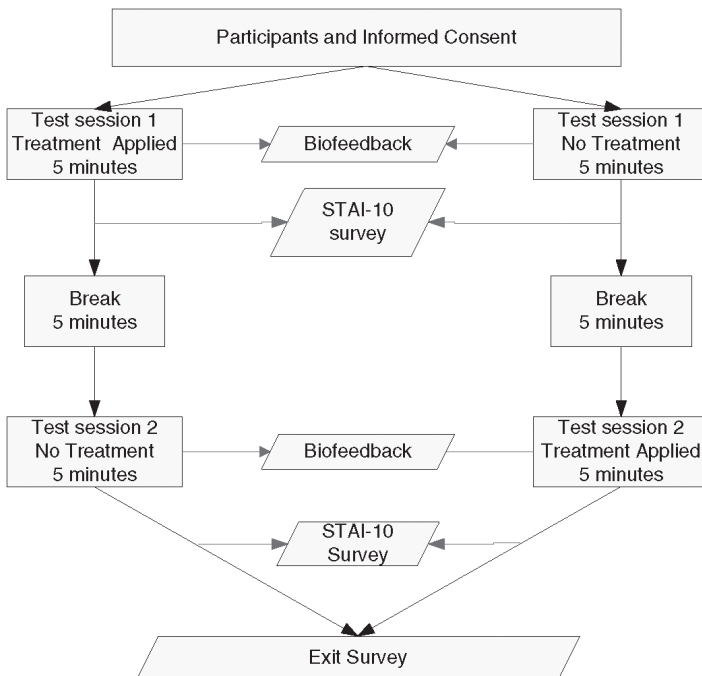 Participants and Informed Consent
Test session 1
Treatment Applied
5 minutes
Biofeedback
Test session 1
No Treatment
5 minutes
STAI-10
survey
Break
5 minutes
Break
5 minutes
Test session 2
No Treatment
5 minutes
Biofeedback
Test session 2
Treatment Applied
5 minutes
STAI-10
Survey
Exit Survey